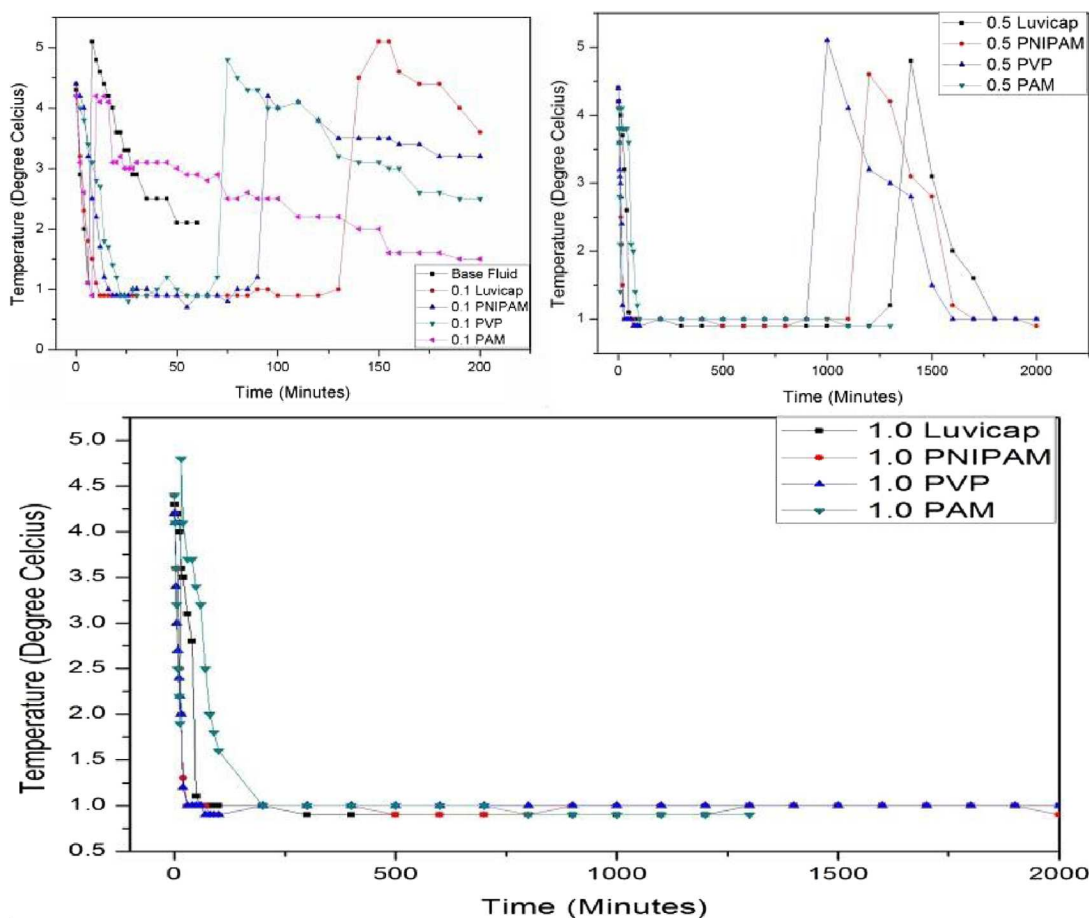 Temperature (Degree Celcius)
5
4
3
2
1
0
0
50
100
150
200
Time (Minutes)
Base Fluid
0.1 Luvicap
0.1 PNIPAM
0.1 PVP
0.1 PAM
Temperature (Degree Celcius)
5
4
3
2
1
0
500
1000
1500
2000
Time (Minutes)
0.5 Luvicap
0.5 PNIPAM
0.5 PVP
0.5 PAM
Temperature (Degree Celcius)
5.0
4.5
4.0
3.5
3.0
2.5
2.0
1.5
1.0
0.5
0
500
1000
1500
2000
Time (Minutes)
1.0 Luvicap
1.0 PNIPAM
1.0 PVP
1.0 PAM